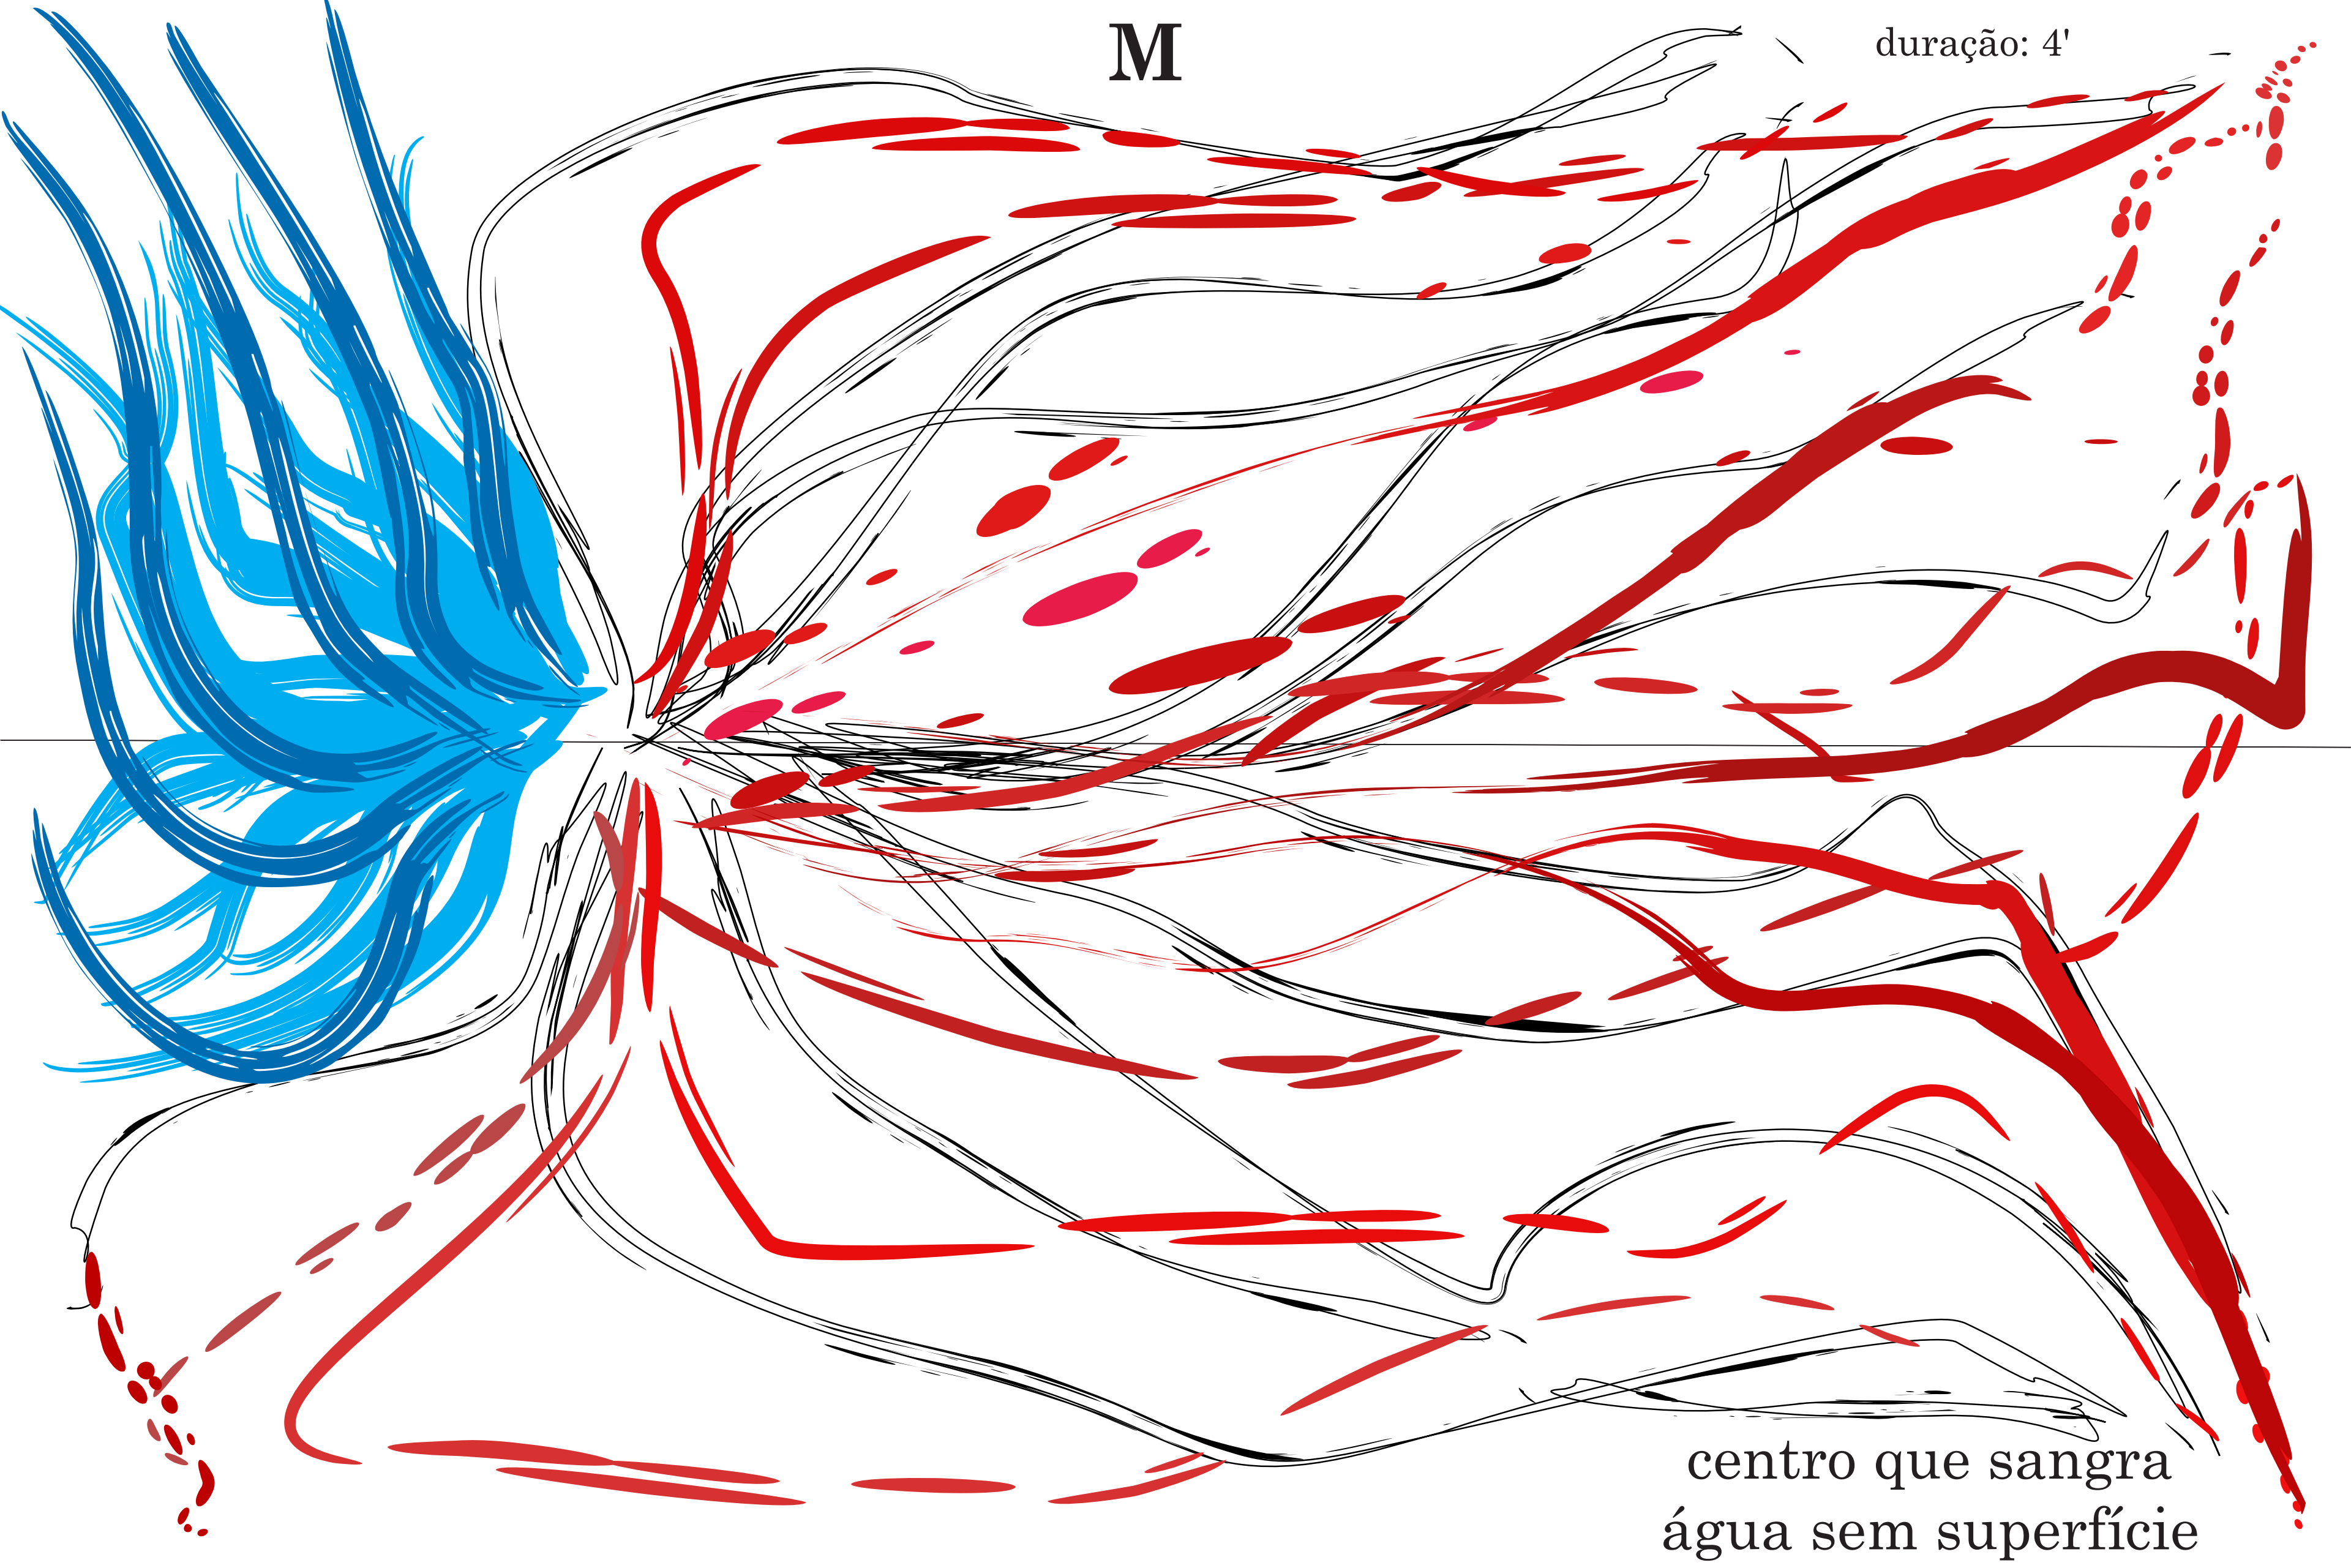 M
duração: 4'
centro que sangra
água sem superfície